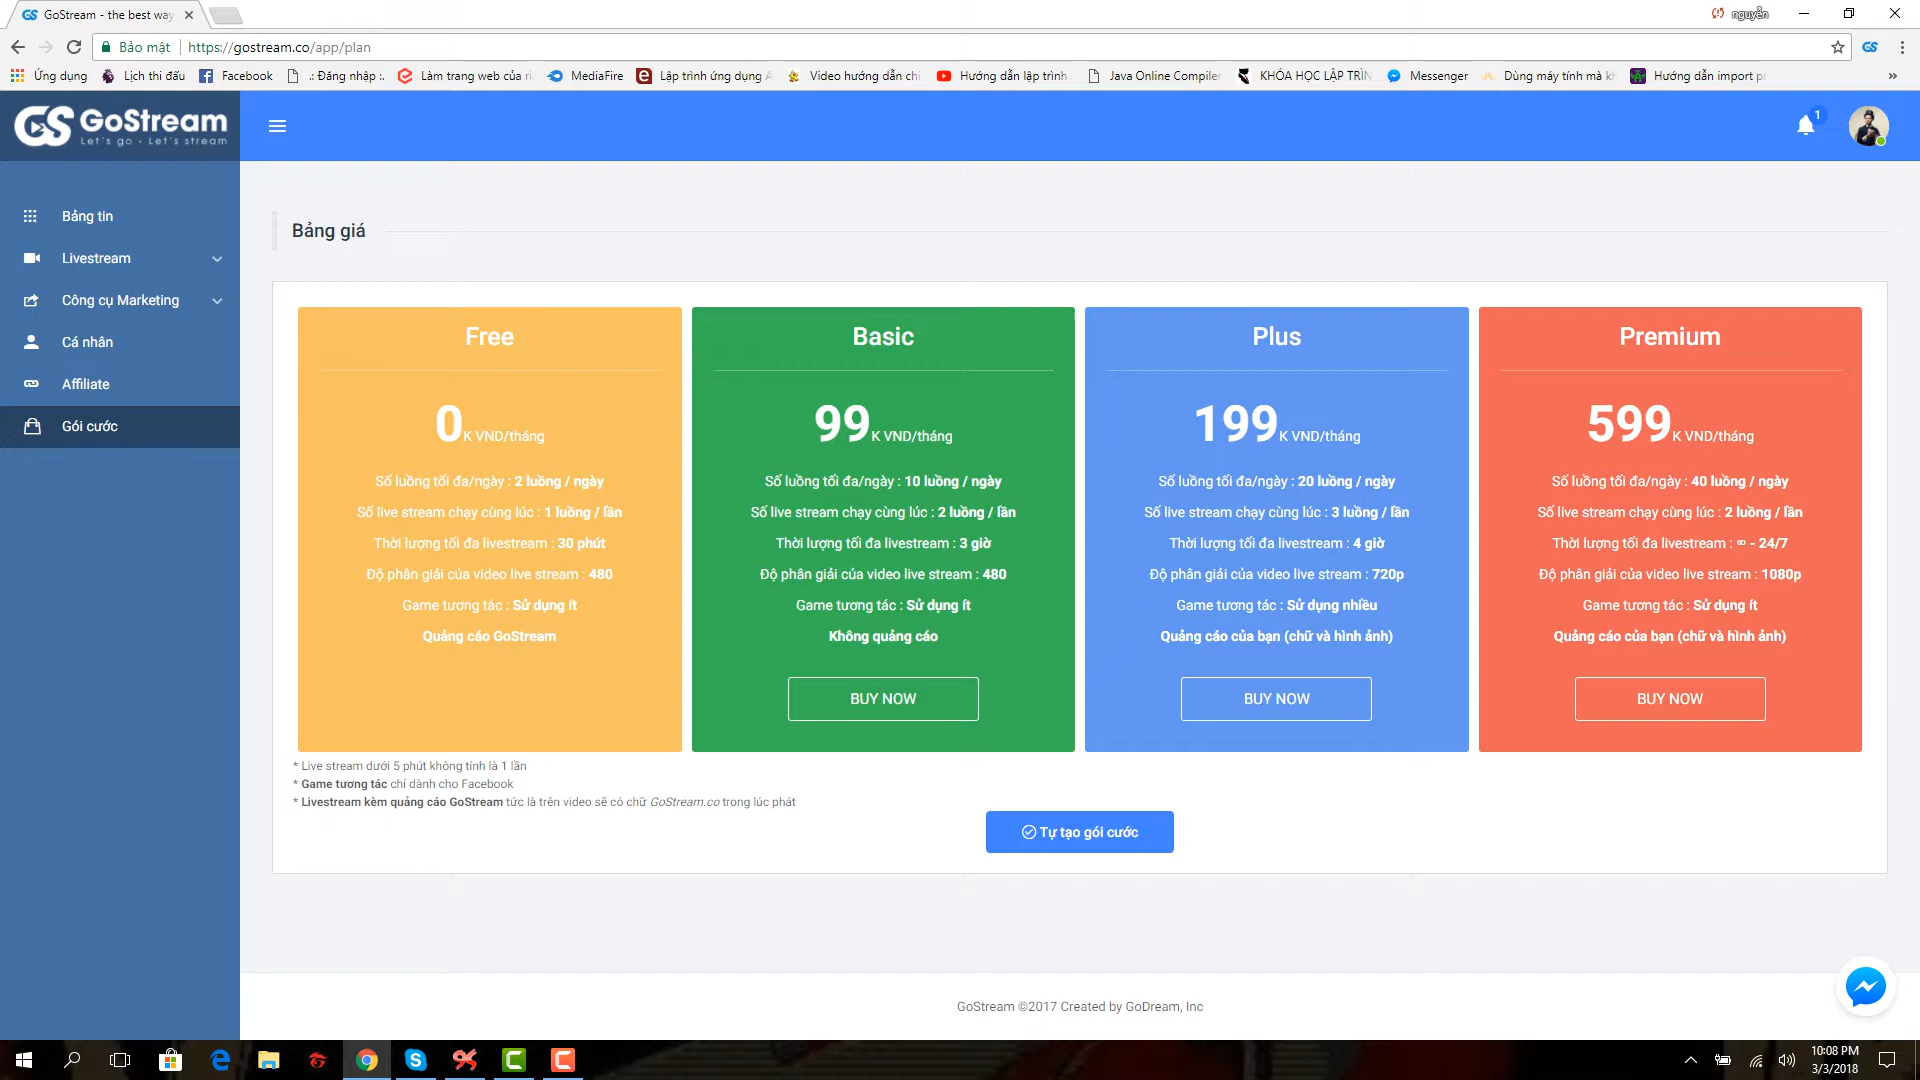 GoStream - the best way
nguyễn
Bảo mật
https://gostream.co/app/plan
Ứng dụng
Lịch thi đấu
Facebook
.: Đăng nhập :.
Làm trang web của
MediaFire
Lập trình ứng dụng
Video hướng dẫn
Hướng dẫn lập trình
Java Online Compiler
KHÓA HỌC LẬP
Messenger
Dùng máy tính mà
Hướng dẫn import
»
GS GoStream
Let's go - Let's stream
1
Bảng tin
Livestream
Công cụ Marketing
Cá nhân
Affiliate
Gói cước
Bảng giá
Free
0K VND/tháng
Số luồng tối đa/ngày : 2 luồng / ngày
Số live stream chạy cùng lúc : 1 luồng / lần
Thời lượng tối đa livestream : 30 phút
Độ phân giải của video live stream : 480
Game tương tác : Sử dụng ít
Quảng cáo GoStream
Basic
99K VND/tháng
Số luồng tối đa/ngày : 10 luồng / ngày
Số live stream chạy cùng lúc : 2 luồng / lần
Thời lượng tối đa livestream : 3 giờ
Độ phân giải của video live stream : 480
Game tương tác : Sử dụng ít
Không quảng cáo
BUY NOW
Plus
199K VND/tháng
Số luồng tối đa/ngày : 20 luồng / ngày
Số live stream chạy cùng lúc : 3 luồng / lần
Thời lượng tối đa livestream : 4 giờ
Độ phân giải của video live stream : 720p
Game tương tác : Sử dụng nhiều
Quảng cáo của bạn (chữ và hình ảnh)
BUY NOW
Premium
599K VND/tháng
Số luồng tối đa/ngày : 40 luồng / ngày
Số live stream chạy cùng lúc : 2 luồng / lần
Thời lượng tối đa livestream : ∞ - 24/7
Độ phân giải của video live stream : 1080p
Game tương tác : Sử dụng ít
Quảng cáo của bạn (chữ và hình ảnh)
BUY NOW
* Live stream dưới 5 phút không tính là 1 lần
* Game tương tác chỉ dành cho Facebook
* Livestream kèm quảng cáo GoStream tức là trên video sẽ có chữ GoStream.co trong lúc phát
Tự tạo gói cước
GoStream ©2017 Created by GoDream, Inc
10:08 PM
3/3/2018